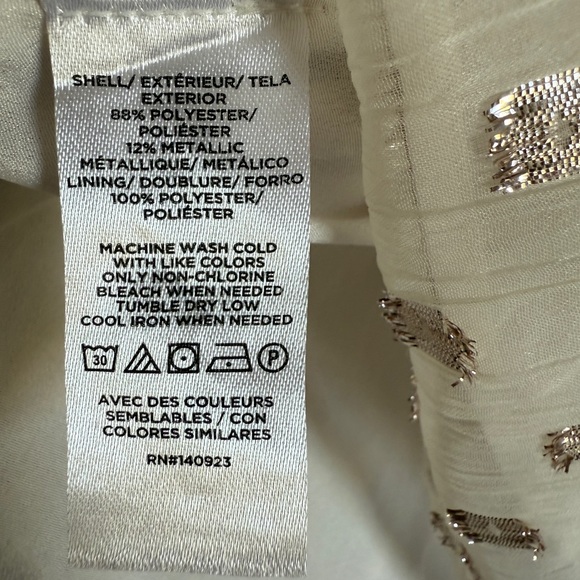 SHELL/ EXTÉRIEUR/ TELA
EXTERIOR
88% POLYESTER/
POLIÉSTER
12% METALLIC
MÉTALLIQUE/ METÁLICO
LINING/ DOUBLURE/ FORRO
100% POLYESTER/
POLIÉSTER
MACHINE WASH COLD
WITH LIKE COLORS
ONLY NON-CHLORINE
BLEACH WHEN NEEDED
TUMBLE DRY LOW
COOL IRON WHEN NEEDED
30 P
AVEC DES COULEURS
SEMBLABLES / CON
COLORES SIMILARES
RN#140923